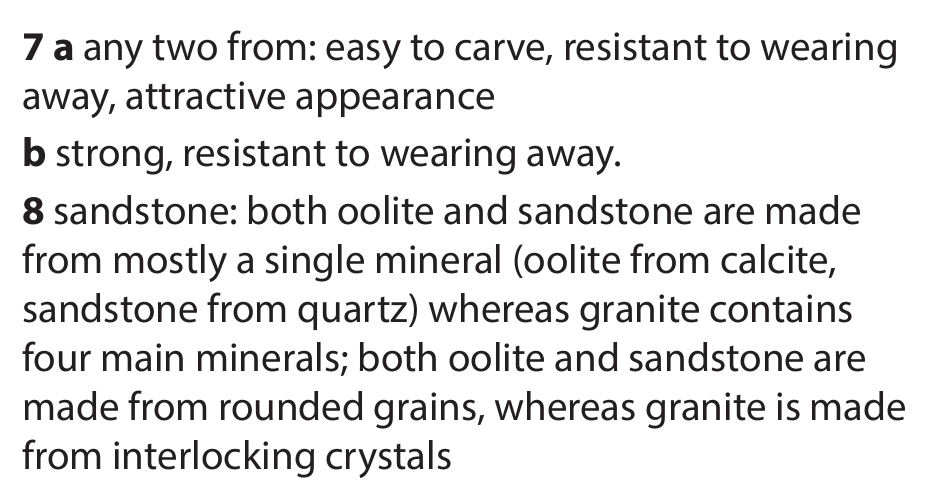 7 a any two from: easy to carve, resistant to wearing
away, attractive appearance
b strong, resistant to wearing away.
8 sandstone: both oolite and sandstone are made
from mostly a single mineral (oolite from calcite,
sandstone from quartz) whereas granite contains
four main minerals; both oolite and sandstone are
made from rounded grains, whereas granite is made
from interlocking crystals